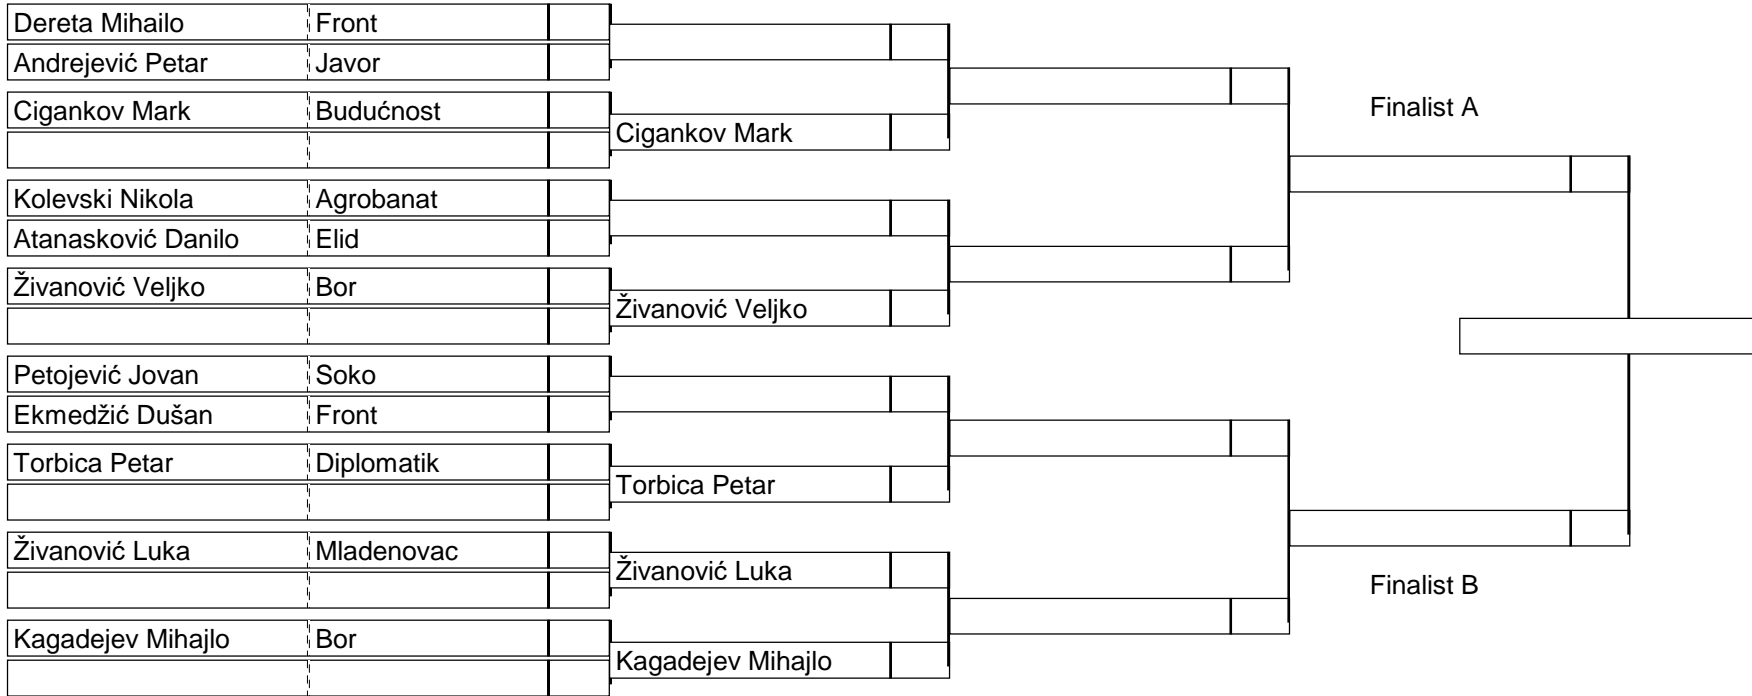 Dereta Mihailo Front
Andrejević Petar Javor
Cigankov Mark Budućnost
Cigankov Mark
Kolevski Nikola Agrobanat
Atanasković Danilo Elid
Živanović Veljko Bor
Živanović Veljko
Petojević Jovan Soko
Ekmedžić Dušan Front
Torbica Petar Diplomatik
Torbica Petar
Živanović Luka Mladenovac
Živanović Luka
Kagadejev Mihajlo Bor
Kagadejev Mihajlo
Finalist A
Finalist B